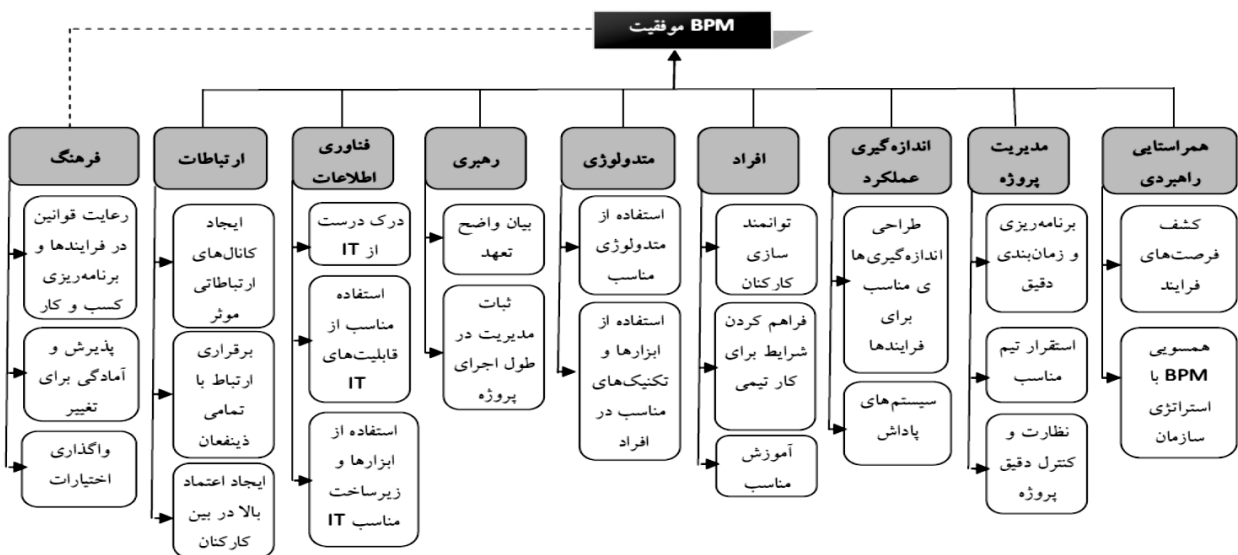 موفقیت BPM
همراستایی
راهبردی
کشف
فرصت‌های
فرایند
همسویی
BPM با
استراتژی
سازمان
مدیریت
پروژه
برنامه‌ریزی
و زمان‌بندی
دقیق
استقرار تیم
مناسب
نظارت و
کنترل دقیق
پروژه
اندازه‌گیری
عملکرد
طراحی
اندازه‌گیری‌ها
ی مناسب
برای
فرایندها
سیستم‌های
پاداش
افراد
توانمند
سازی
کارکنان
فراهم کردن
شرایط برای
کار تیمی
آموزش
مناسب
متدولوژی
استفاده از
متدولوژی
مناسب
استفاده از
ابزارها و
تکنیک‌های
مناسب در
افراد
رهبری
بیان واضح
تعهد
ثبات
مدیریت در
طول اجرای
پروژه
فناوری
اطلاعات
درک درست
از IT
استفاده
مناسب از
قابلیت‌های
IT
استفاده از
ابزارها و
زیرساخت
مناسب IT
ارتباطات
ایجاد
کانال‌های
ارتباطاتی
موثر
برقراری
ارتباط با
تمامی
ذینفعان
ایجاد اعتماد
بالا در بین
کارکنان
فرهنگ
رعایت قوانین
در فرایندها و
برنامه‌ریزی
کسب و کار
پذیرش و
آمادگی برای
تغییر
واگذاری
اختیارات